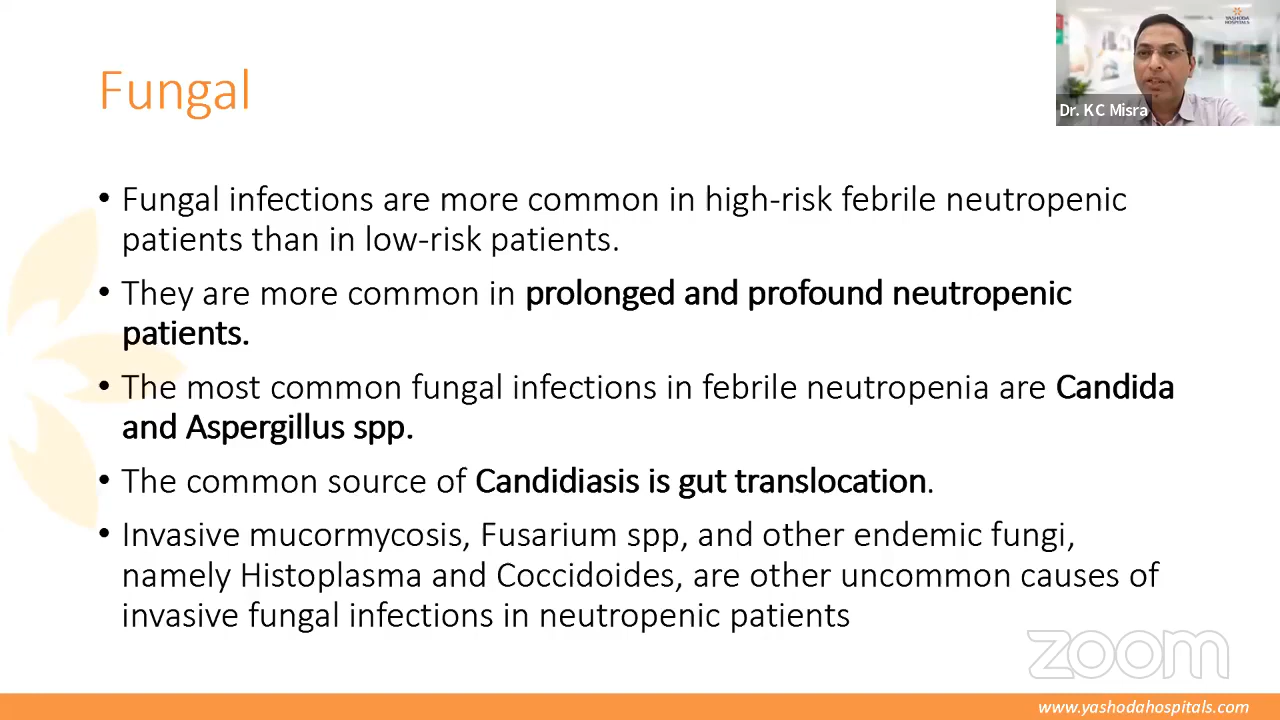 YASHODA
HOSPITALS
Dr. K C Misra
Fungal
• Fungal infections are more common in high-risk febrile neutropenic
patients than in low-risk patients.
• They are more common in prolonged and profound neutropenic
patients.
• The most common fungal infections in febrile neutropenia are Candida
and Aspergillus spp.
• The common source of Candidiasis is gut translocation.
• Invasive mucormycosis, Fusarium spp, and other endemic fungi,
namely Histoplasma and Coccidoides, are other uncommon causes of
invasive fungal infections in neutropenic patients
zoom
www.yashodahospitals.com